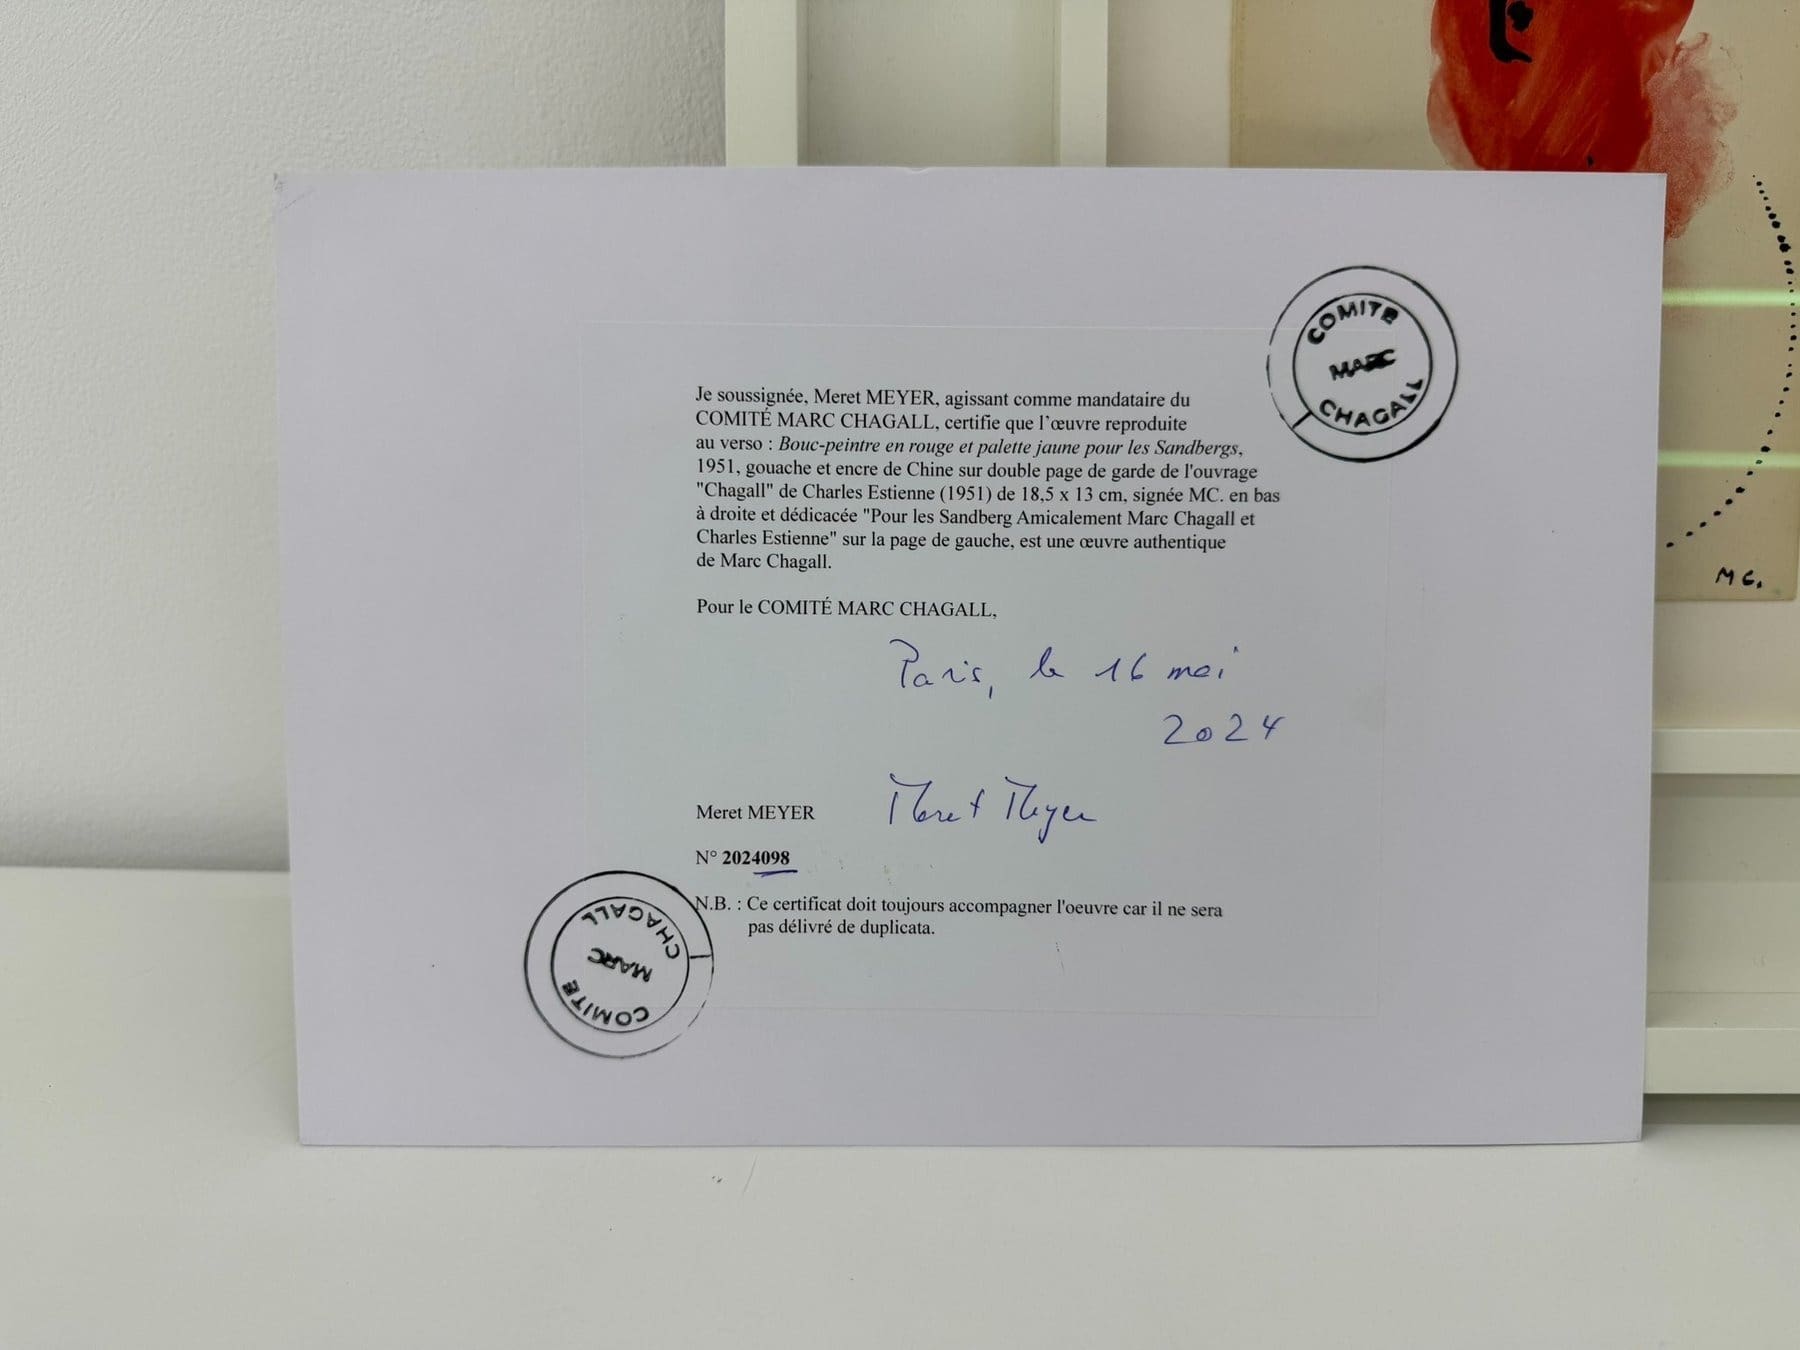 COMITE
MARC
CHAGALL
Je soussignée, Meret MEYER, agissant comme mandataire du
COMITÉ MARC CHAGALL, certifie que l'œuvre reproduite
au verso : Bouc-peintre en rouge et palette jaune pour les Sandbergs,
1951, gouache et encre de Chine sur double page de garde de l'ouvrage
"Chagall" de Charles Estienne (1951) de 18,5 x 13 cm, signée MC. en bas
à droite et dédicacée "Pour les Sandberg Amicalement Marc Chagall et
Charles Estienne" sur la page de gauche, est une œuvre authentique
de Marc Chagall.
Pour le COMITÉ MARC CHAGALL,
Paris, le 16 mai
2024
Meret MEYER Meret Meyer
N° 2024098
N.B. : Ce certificat doit toujours accompagner l'oeuvre car il ne sera
pas délivré de duplicata.
COMITE
MARC
CHAGALL
MC.